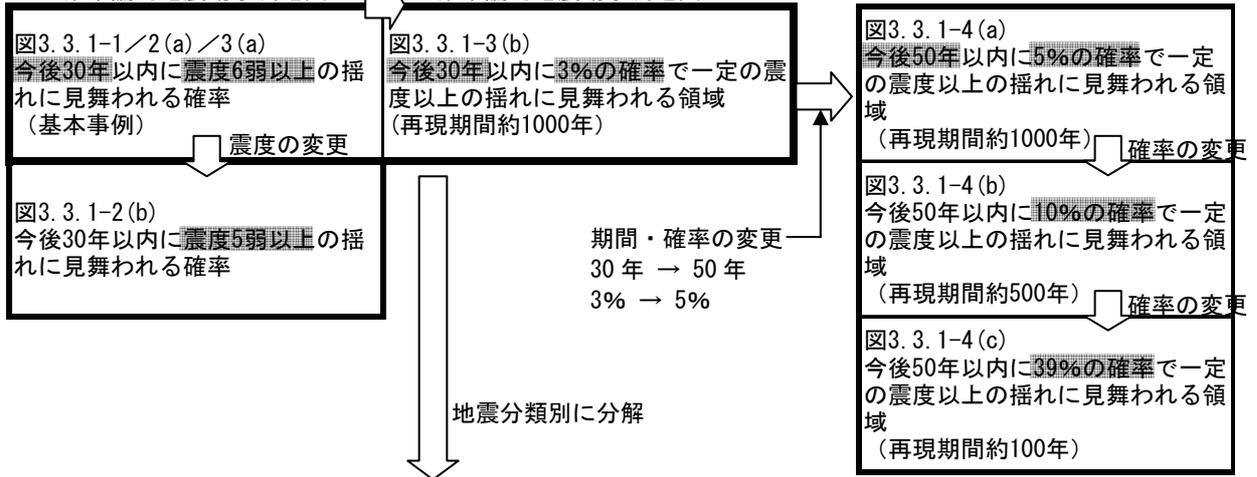 図3.3.1-1／2(a)／3(a)
今後30年以内に震度6弱以上の揺
れに見舞われる確率
（基本事例）
震度の変更
図3.3.1-3(b)
今後30年以内に3%の確率で一定の震
度以上の揺れに見舞われる領域
(再現期間約1000年)
図3.3.1-2(b)
今後30年以内に震度5弱以上の揺
れに見舞われる確率
期間・確率の変更
30 年 → 50 年
3% → 5%
地震分類別に分解
図3.3.1-4(a)
今後50年以内に5%の確率で一定
の震度以上の揺れに見舞われる領
域
（再現期間約1000年）
確率の変更
図3.3.1-4(b)
今後50年以内に10%の確率で一定
の震度以上の揺れに見舞われる領
域
（再現期間約500年）
確率の変更
図3.3.1-4(c)
今後50年以内に39%の確率で一定
の震度以上の揺れに見舞われる領
域
（再現期間約100年）